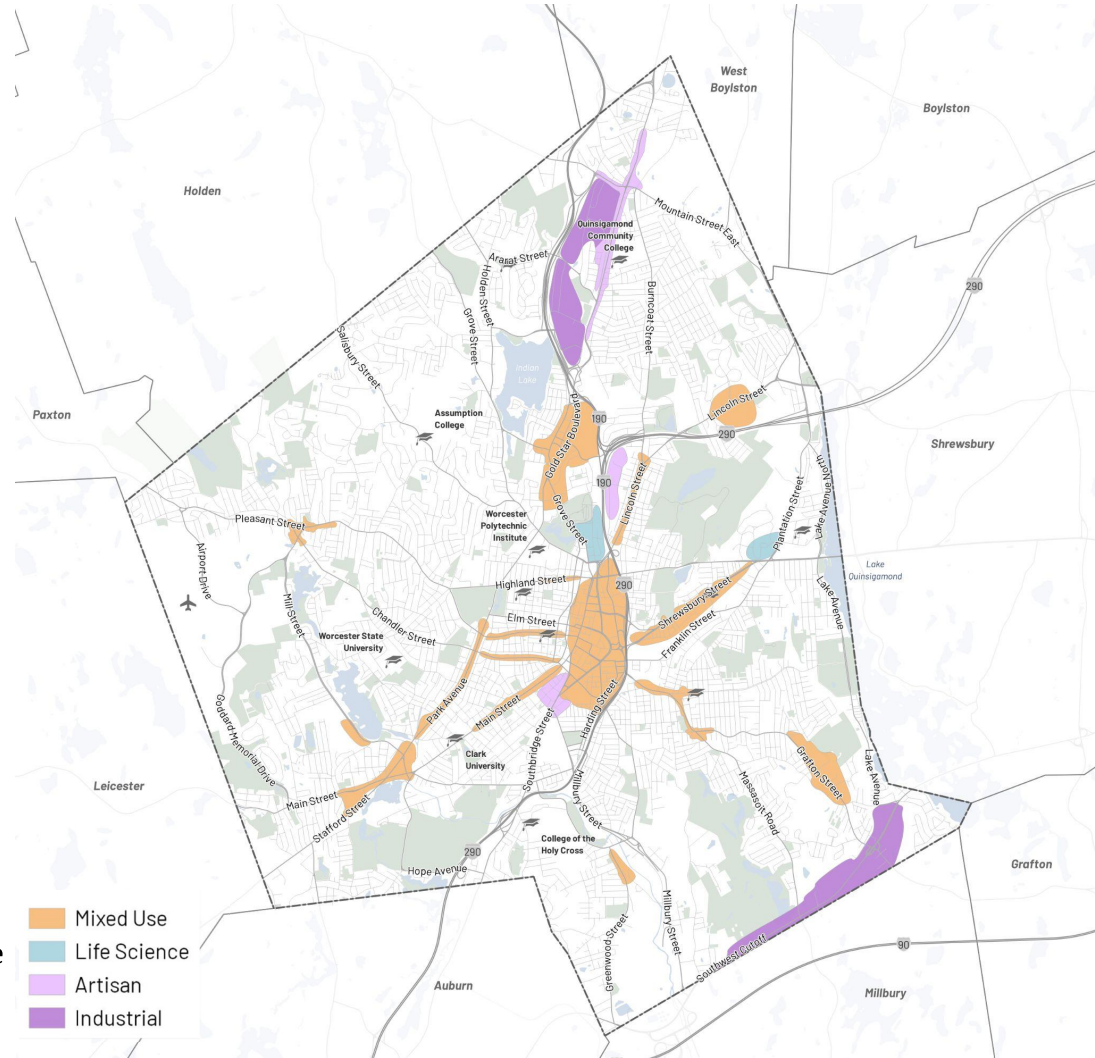 West
Boylston
Boylston
Holden
Mountain Street East
Quinsigamond
Community
College
Ararat Street
Holden Street
Grove Street
Burncoat Street
290
Salisbury Street
Indian
Lake
Paxton
Assumption
College
Lincoln Street
Gold Star Boulevard
190
290
Shrewsbury
190
Lincoln Street
Plantation Street
Lake Avenue North
Worcester
Polytechnic
Institute
Grove Street
Pleasant Street
Airport Drive
Lake
Quinsigamond
Highland Street
290
Shrewsbury Street
Lake Avenue
Mill Street
Chandler Street
Elm Street
Franklin Street
Worcester State
University
Park Avenue
Main Street
Harding Street
Goddard Memorial Drive
Southbridge Street
Clark
University
Grafton Street
Lake Avenue
Leicester
Main Street
Stafford Street
Millbury Street
Massasoit Road
College of the
Holy Cross
290
Hope Avenue
Grafton
Millbury Street
Greenwood Street
Southwest Cutoff
90
Auburn
Millbury
Mixed Use
e
Life Science
Artisan
Industrial